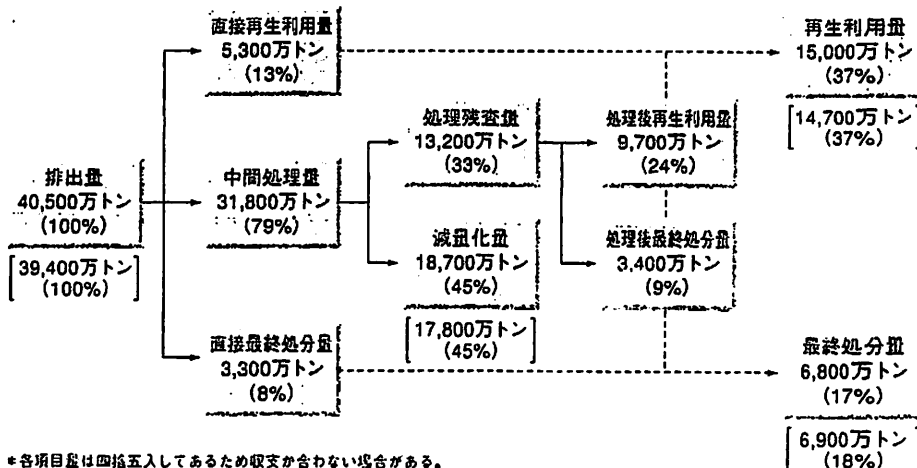 直接再生利用量
5,300万トン
(13%)
再生利用量
15,000万トン
(37%)
[14,700万トン
(37%)]
処理残査量
13,200万トン
(33%)
処理後再生利用量
9,700万トン
(24%)
排出量
40,500万トン
(100%)
[39,400万トン
(100%)]
中間処理量
31,800万トン
(79%)
減量化量
18,700万トン
(45%)
[17,800万トン
(45%)]
処理後最終処分量
3,400万トン
(9%)
直接最終処分量
3,300万トン
(8%)
最終処分量
6,800万トン
(17%)
[6,900万トン
(18%)]
*各項目量は四捨五入してあるため収支が合わない場合がある。